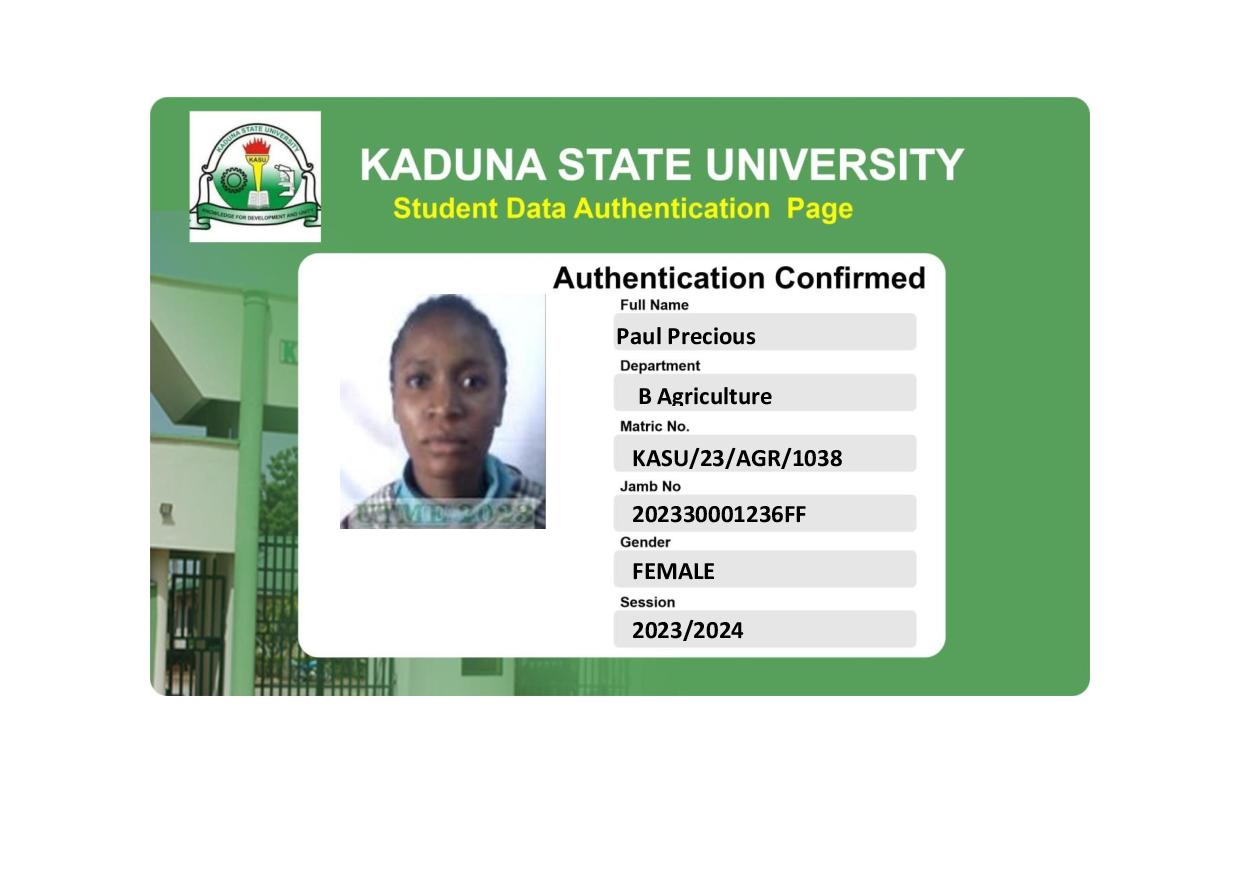 KADUNA STATE UNIVERSITY
KASU
KNOWLEDGE FOR DEVELOPMENT AND UNITY
KADUNA STATE UNIVERSITY
Student Data Authentication Page
Authentication Confirmed
Full Name
Paul Precious
Department
B Agriculture
Matric No.
KASU/23/AGR/1038
Jamb No
202330001236FF
Gender
FEMALE
Session
2023/2024
UTME 2023